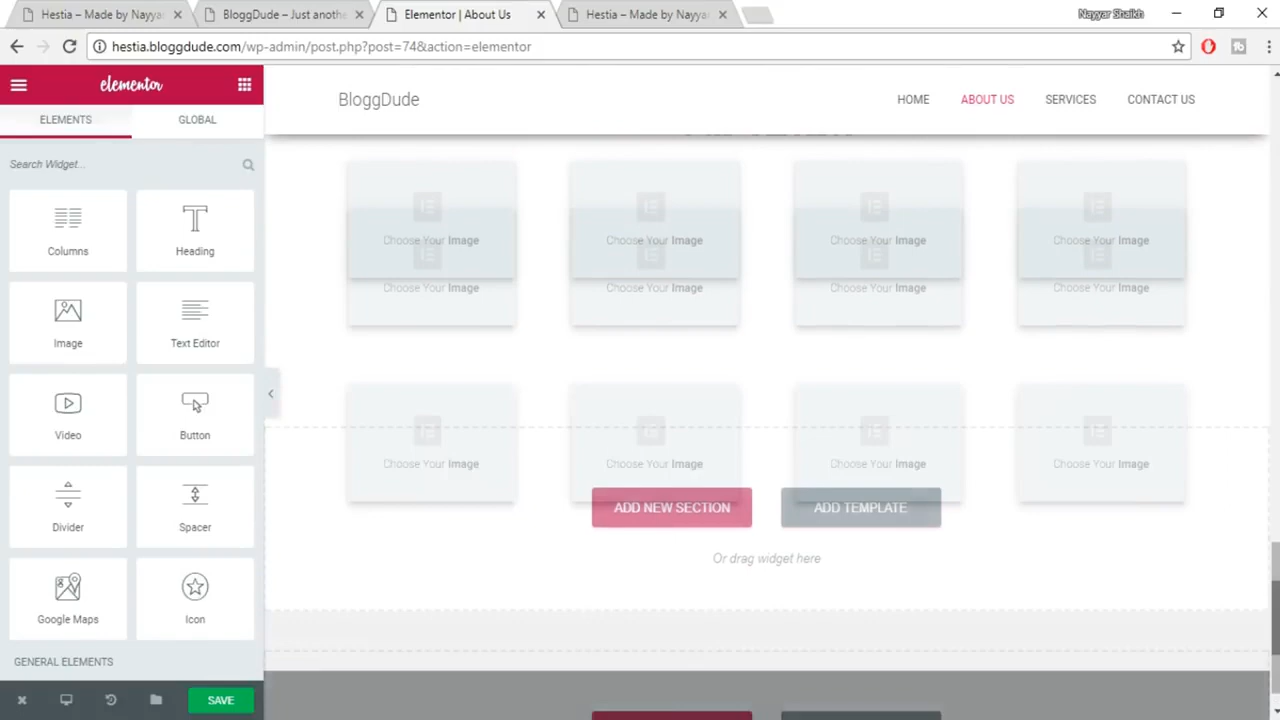 Hestia – Made by Nayyar
BloggDude – Just anothe
Elementor | About Us
Hestia – Made by Nayyar
Nayyar Shaikh
hestia.bloggdude.com/wp-admin/post.php?post=74&action=elementor
elementor
BloggDude
HOME
ABOUT US
SERVICES
CONTACT US
ELEMENTS
GLOBAL
Search Widget...
Columns
Heading
Image
Text Editor
Video
Button
Divider
Spacer
Google Maps
Icon
GENERAL ELEMENTS
SAVE
Choose Your Image
Choose Your Image
Choose Your Image
Choose Your Image
Choose Your Image
Choose Your Image
Choose Your Image
Choose Your Image
Choose Your Image
Choose Your Image
Choose Your Image
Choose Your Image
ADD NEW SECTION
ADD TEMPLATE
Or drag widget here